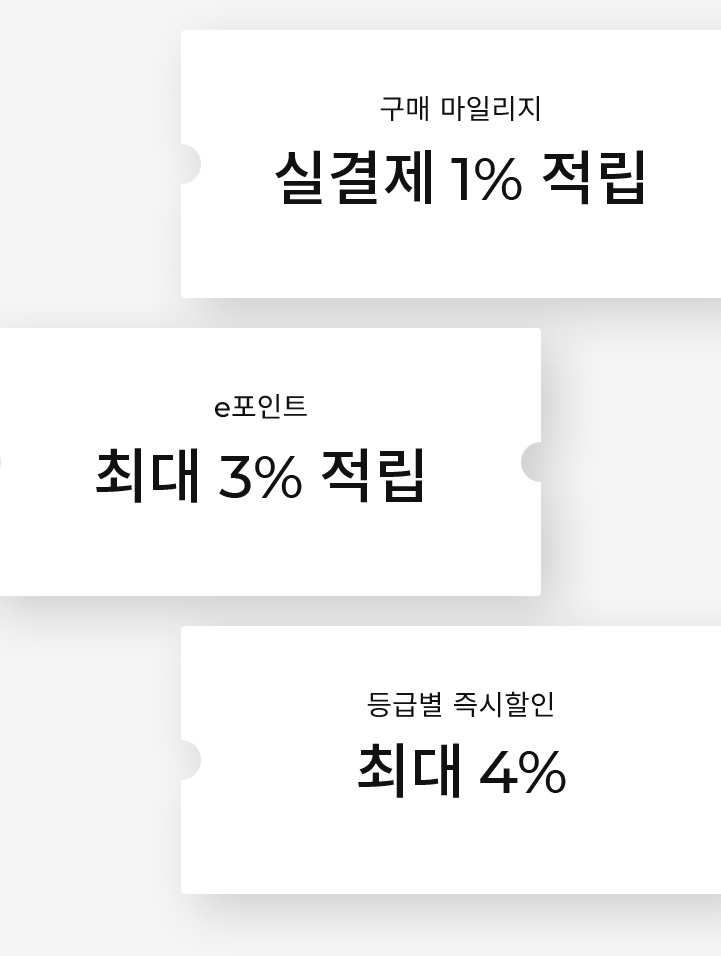 구매 마일리지
실결제 1% 적립
e포인트
최대 3% 적립
등급별 즉시할인
최대 4%